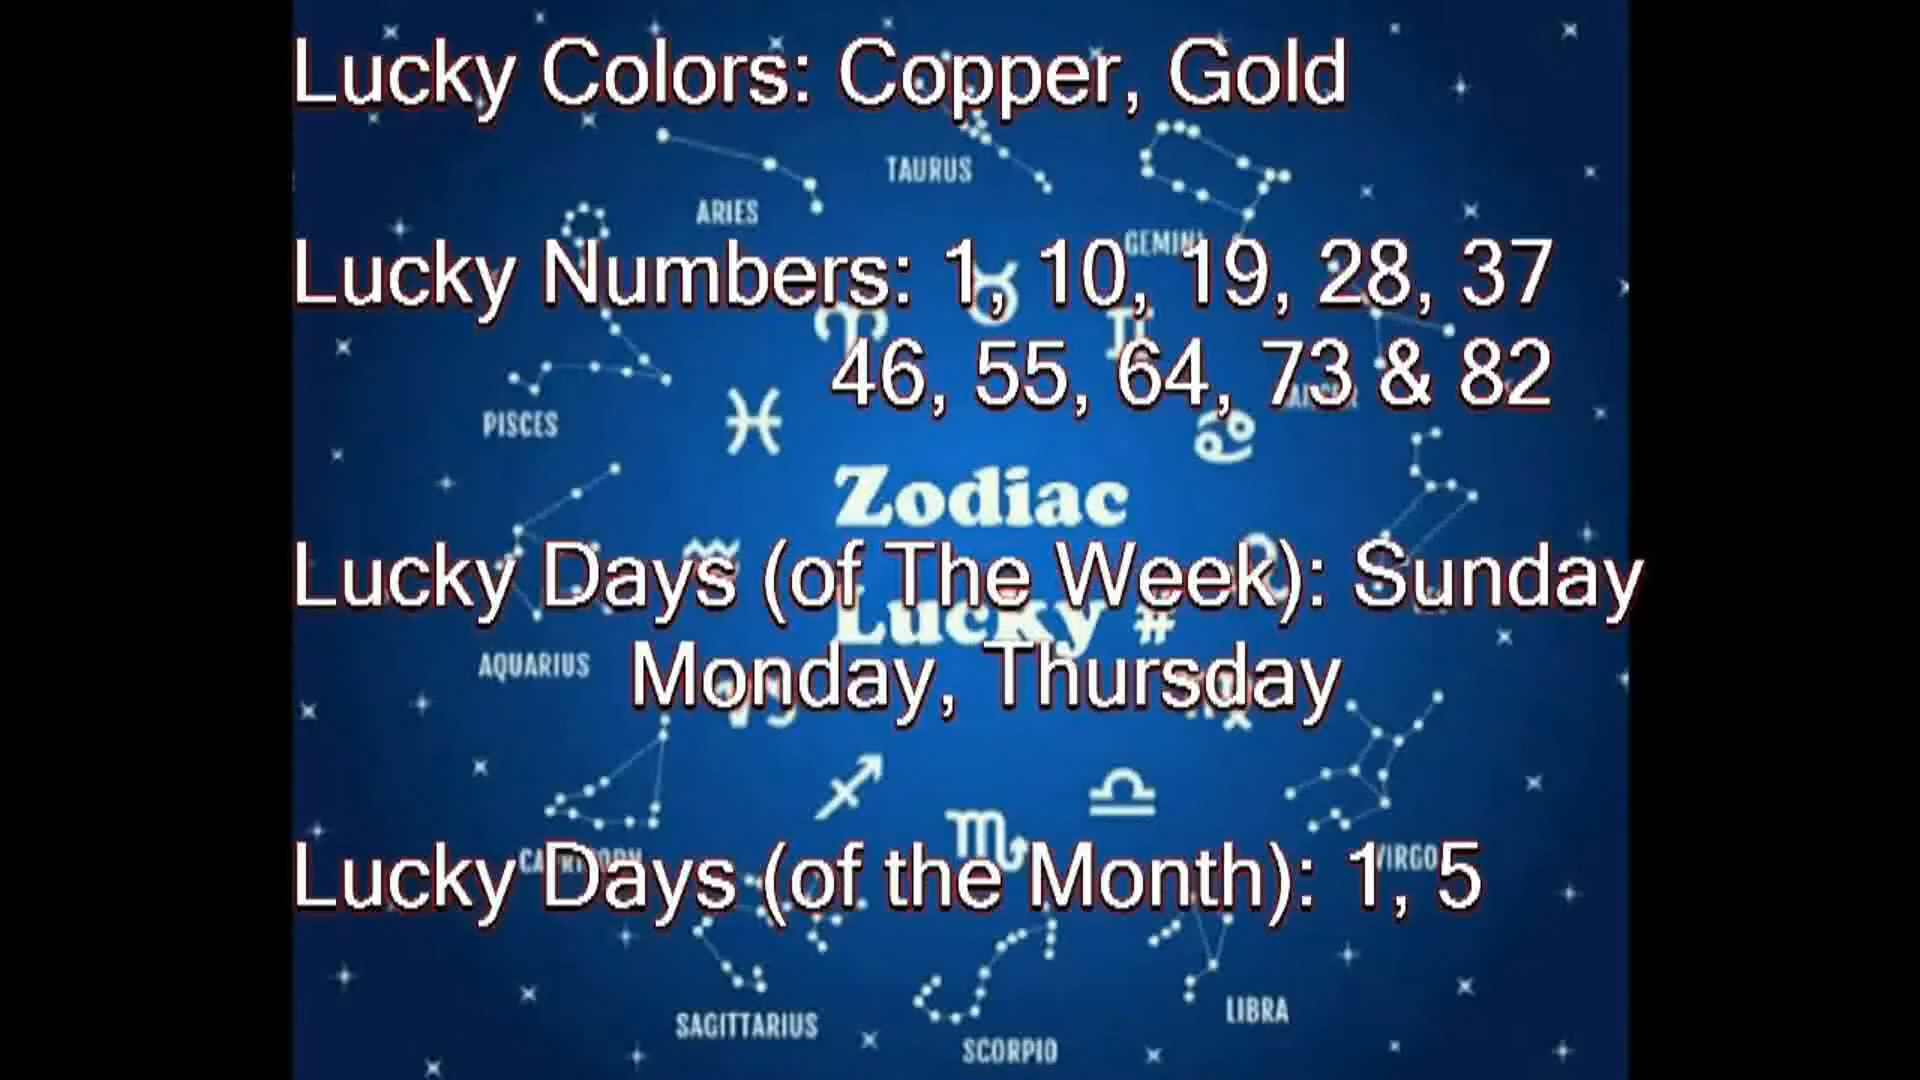 Lucky Colors: Copper, Gold
TAURUS
ARIES
GEMINI
Lucky Numbers: 1, 10, 19, 28, 37
46, 55, 64, 73 & 82
PISCES
Zodiac
Lucky Days (of The Week): Sunday
Lucky #
AQUARIUS
Monday, Thursday
Lucky Days (of the Month): 1, 5
VIRGO
SAGITTARIUS
LIBRA
SCORPIO